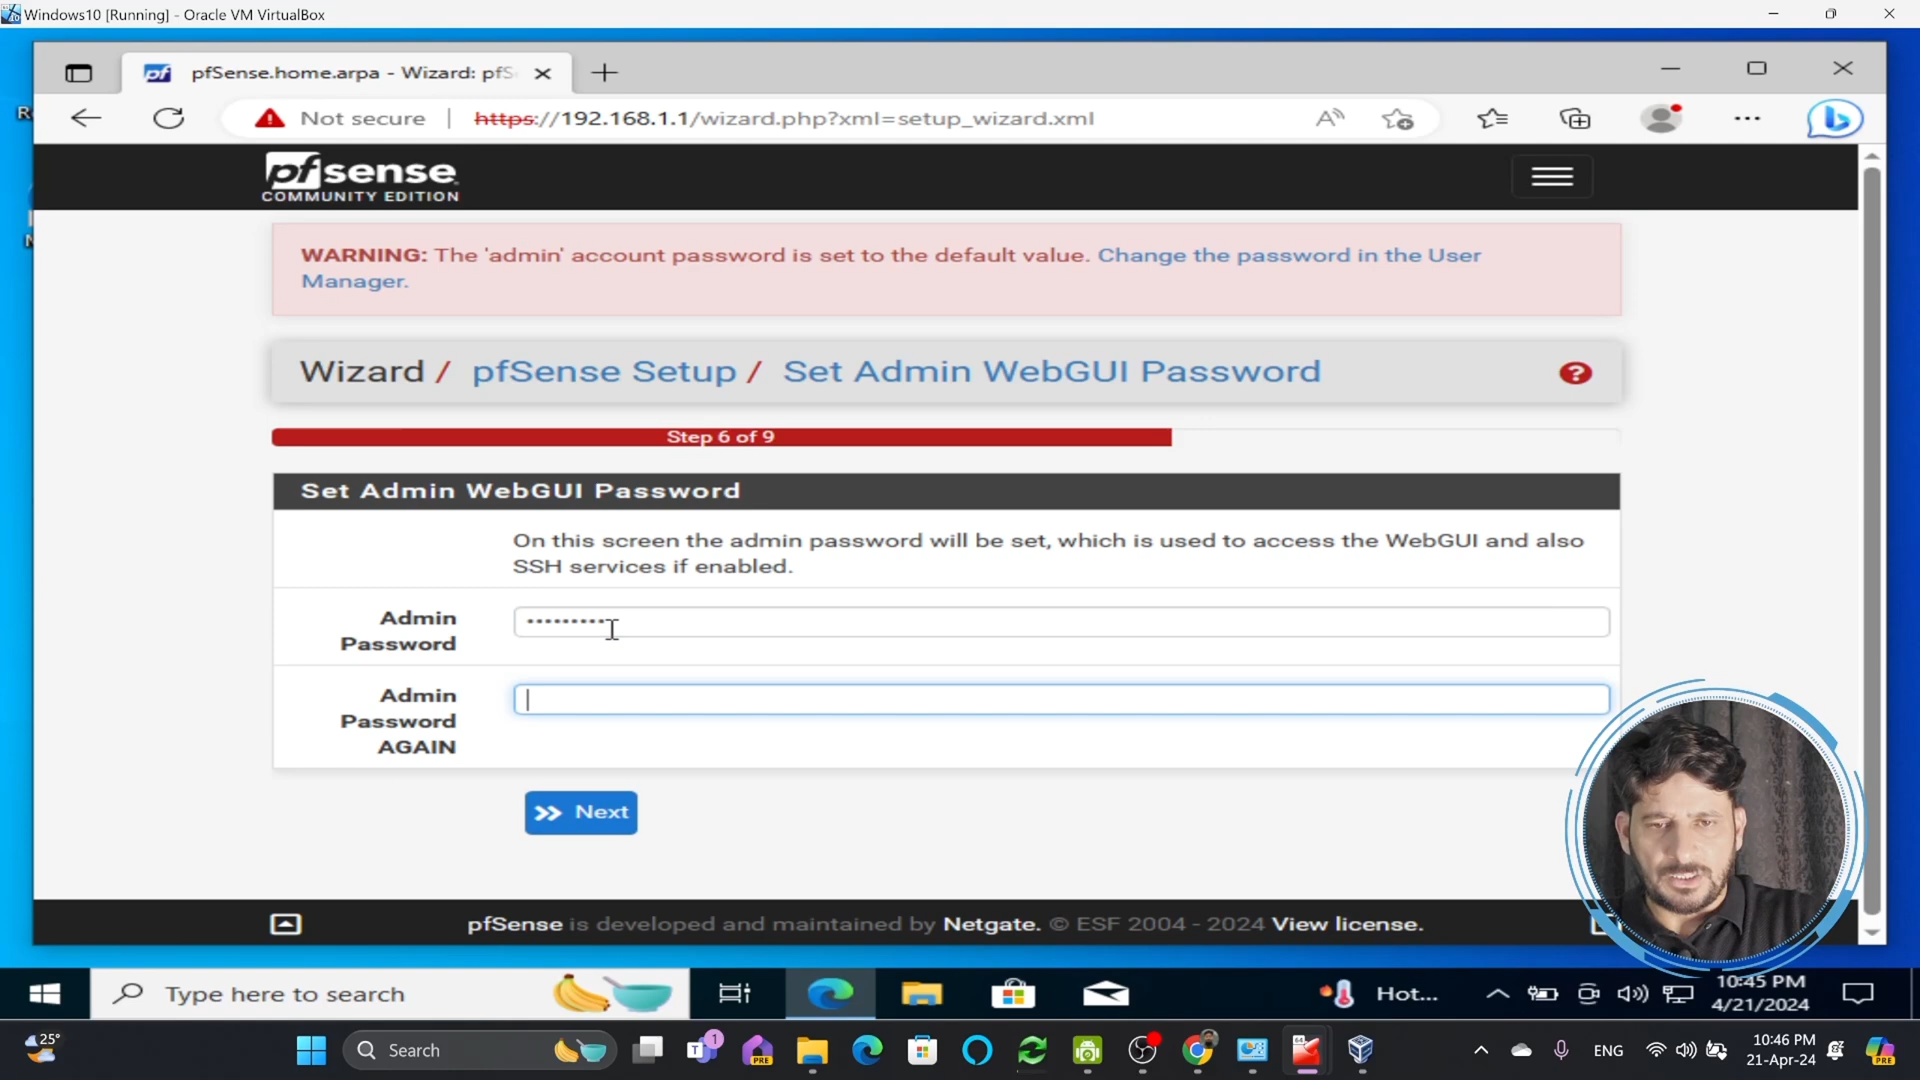 Windows10 [Running] - Oracle VM VirtualBox
pfSense.home.arpa - Wizard: pfS
Not secure | https://192.168.1.1/wizard.php?xml=setup_wizard.xml
pfsense
COMMUNITY EDITION
WARNING: The 'admin' account password is set to the default value. Change the password in the User
Manager.
Wizard / pfSense Setup / Set Admin WebGUI Password
Step 6 of 9
Set Admin WebGUI Password
On this screen the admin password will be set, which is used to access the WebGUI and also
SSH services if enabled.
Admin
Password
Admin
Password
AGAIN
Next
pfSense is developed and maintained by Netgate. © ESF 2004 - 2024 View license.
Type here to search
Hot...
10:45 PM
4/21/2024
25°
Search
1
PRE
ENG
10:46 PM
21-Apr-24
PRE